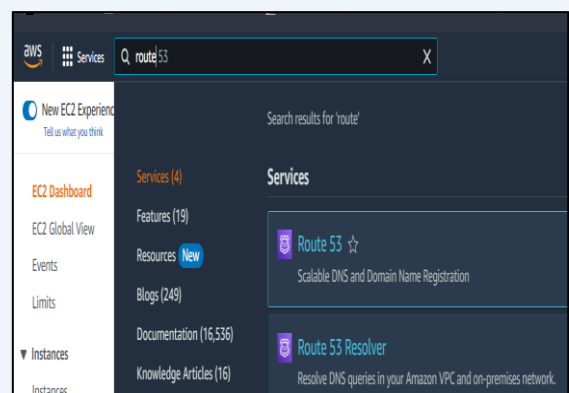 aws
Services
route 53
X
New EC2 Experienc
Tell us what you think
EC2 Dashboard
EC2 Global View
Events
Limits
Instances
Instances
Search results for 'route'
Services (4)
Features (19)
Resources New
Blogs (249)
Documentation (16,536)
Knowledge Articles (16)
Services
Route 53
Scalable DNS and Domain Name Registration
Route 53 Resolver
Resolve DNS queries in your Amazon VPC and on-premises network.